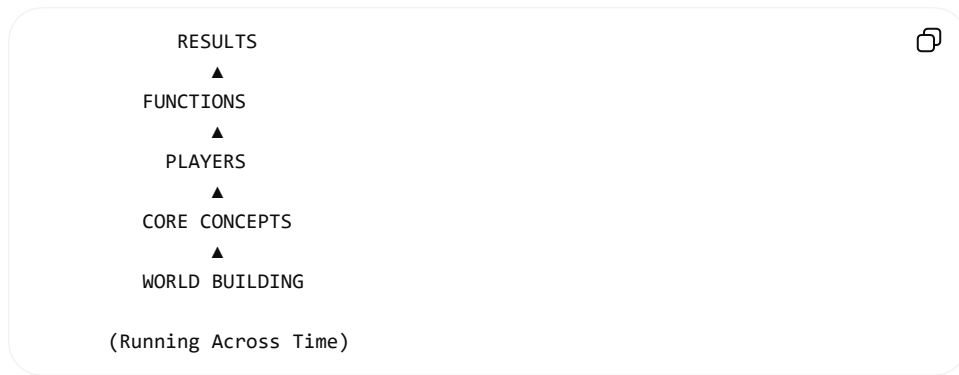 RESULTS
▲
FUNCTIONS
▲
PLAYERS
▲
CORE CONCEPTS
▲
WORLD BUILDING
(Running Across Time)